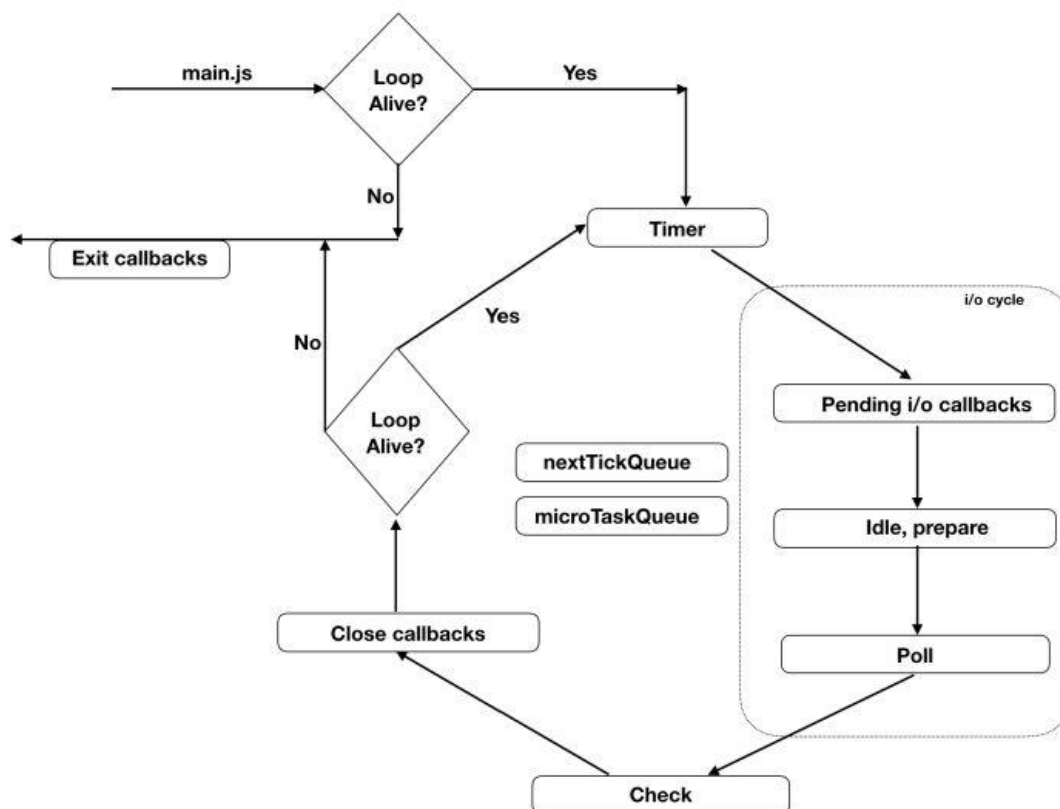 main.js
Loop
Alive?
Yes
No
Timer
Exit callbacks
i/o cycle
Yes
No
Pending i/o callbacks
Loop
Alive?
nextTickQueue
microTaskQueue
Idle, prepare
Close callbacks
Poll
Check